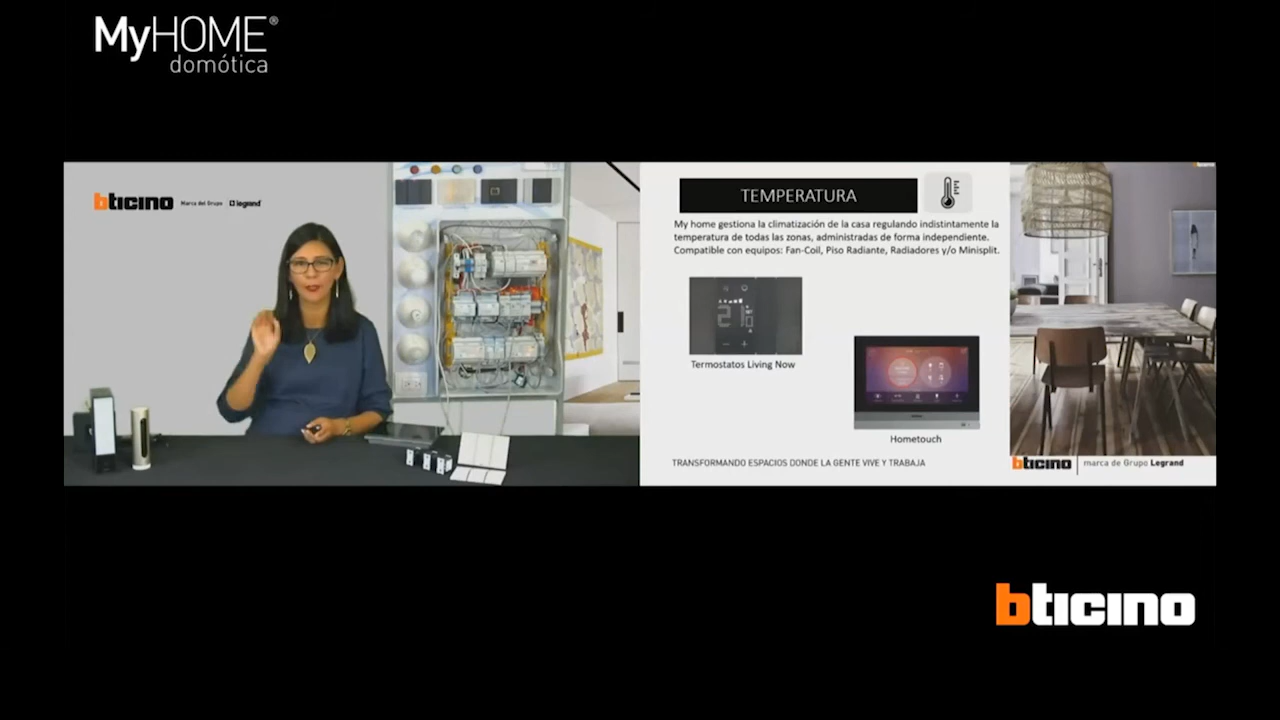 MyHOME®
domótica
bticino Marca del Grupo legrand
TEMPERATURA
My home gestiona la climatización de la casa regulando indistintamente la
temperatura de todas las zonas, administradas de forma independiente.
Compatible con equipos: Fan-Coil, Piso Radiante, Radiadores y/o Minisplit.
21
Termostatos Living Now
Hometouch
TRANSFORMANDO ESPACIOS DONDE LA GENTE VIVE Y TRABAJA
bticino marca de Grupo Legrand
bticino